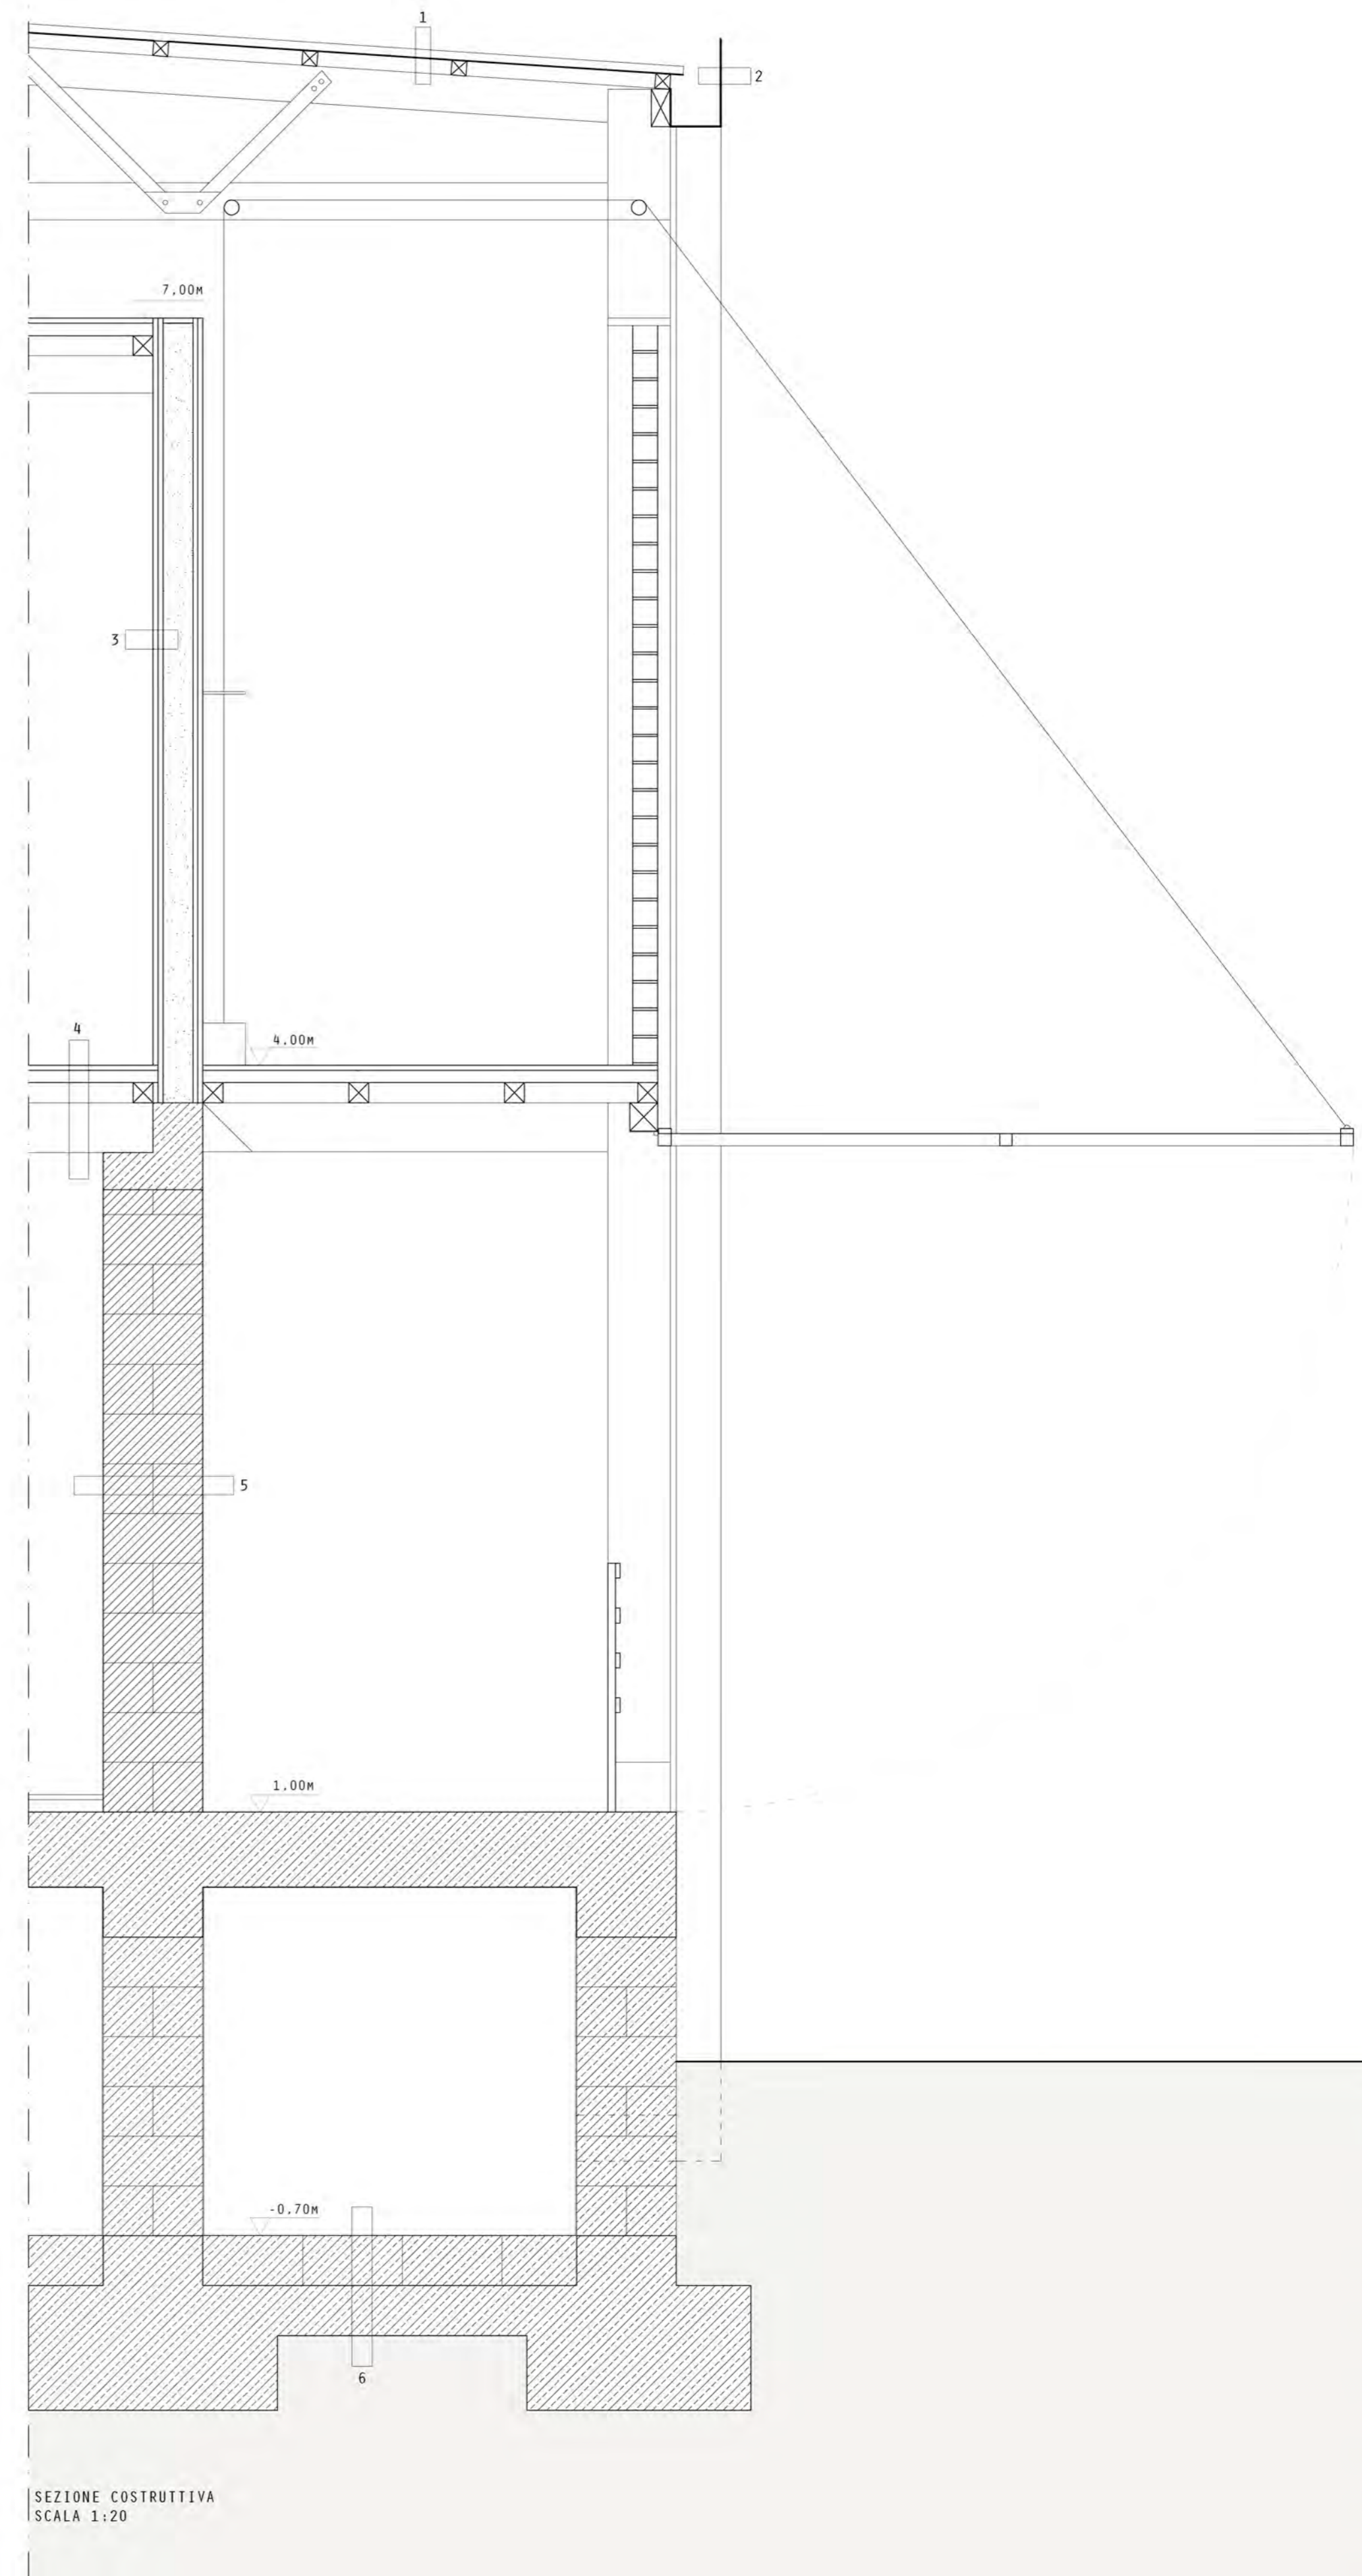 1
2
7,00M
3
4
4.00M
5
1.00M
-0.70M
6
SEZIONE COSTRUTTIVA
SCALA 1:20